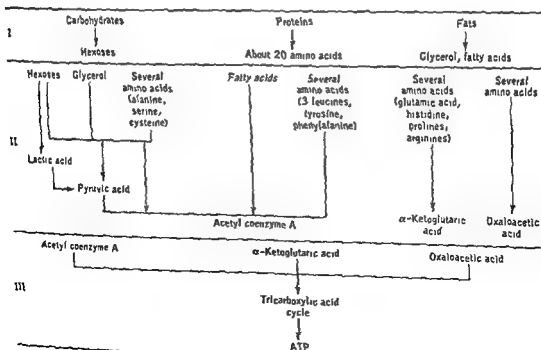 Carbohydrates Proteins Fats
I
Hexoses About 20 amino acids Glycerol, fatty acids
Hexoses Glycerol Several Fatty acids Several Several Several
amino acids amino acids amino acids amino acids
(alanine, (3 leucines, (glutamic acid,
serine, tyrosine, histidine,
cysteine) phenylalanine) prolines,
arginines)
II
Lactic acid
Pyruvic acid
Acetyl coenzyme A α-Ketoglutaric Oxaloacetic
acid acid
Acetyl coenzyme A α-Ketoglutaric acid Oxaloacetic acid
III
Tricarboxylic acid
cycle
ATP